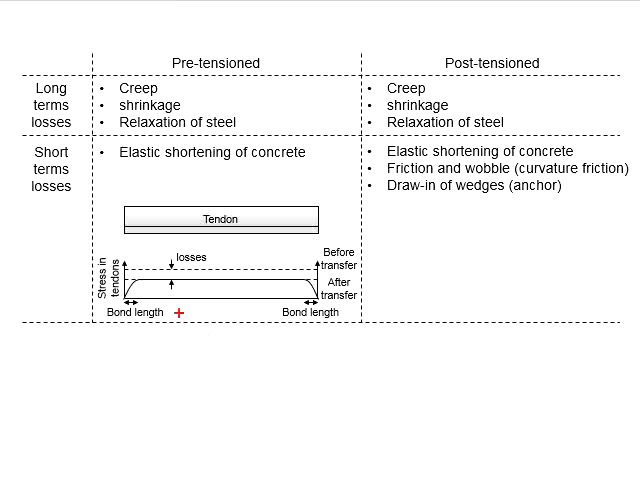 Pre-tensioned
Post-tensioned
Long
terms
losses
• Creep
• shrinkage
• Relaxation of steel
• Creep
• shrinkage
• Relaxation of steel
Short
terms
losses
• Elastic shortening of concrete
• Elastic shortening of concrete
• Friction and wobble (curvature friction)
• Draw-in of wedges (anchor)
Tendon
Stress in
tendons
losses
Before
transfer
After
transfer
Bond length
Bond length